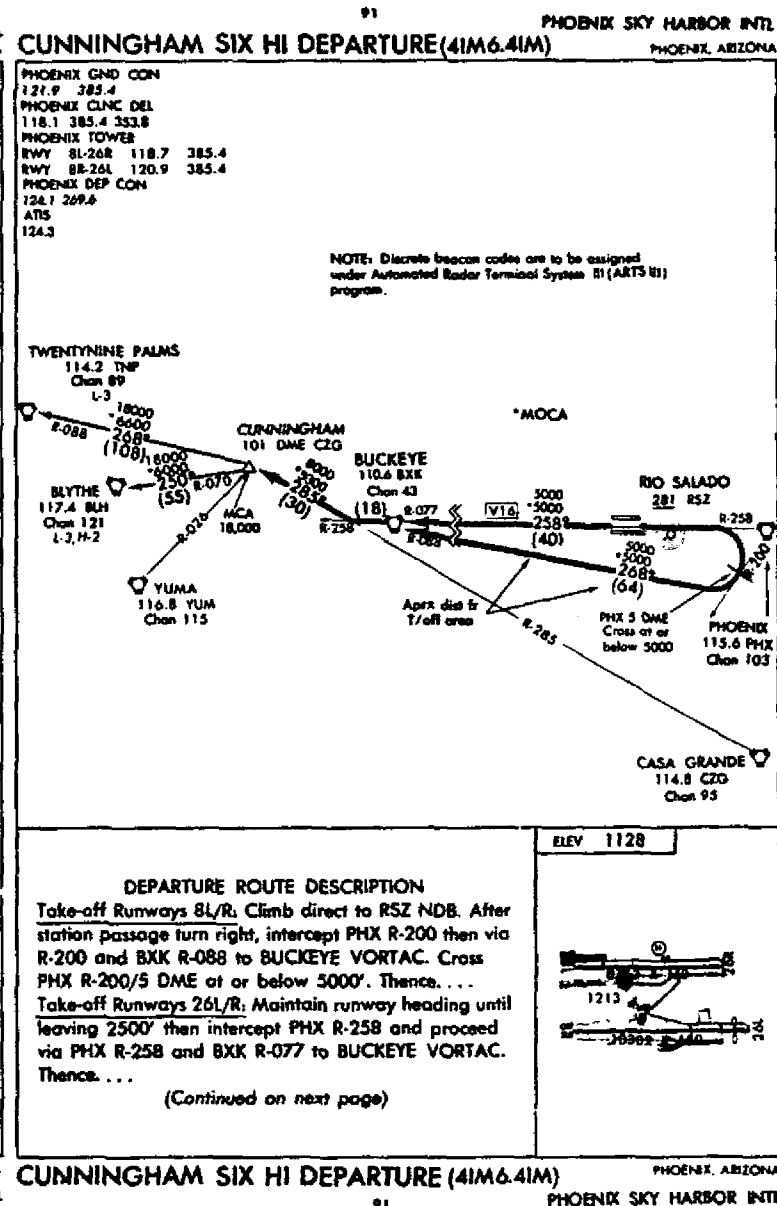 91
PHOENIX SKY HARBOR INTL
CUNNINGHAM SIX HI DEPARTURE (41M6.41M)
PHOENIX, ARIZONA
PHOENIX GND CON
121.9 385.4
PHOENIX CLNC DEL
118.1 385.4 353.8
PHOENIX TOWER
RWY 8L-26R 118.7 385.4
RWY 8R-26L 120.9 385.4
PHOENIX DEP CON
124.1 269.6
ATIS
124.3
NOTE: Discrete beacon codes are to be assigned
under Automated Radar Terminal System III (ARTS III)
program.
TWENTYNINE PALMS
114.2 TNP
Chan 89
L-3
18000
*6600
268°
(108)
R-088
*MOCA
CUNNINGHAM
101 DME CZG
8000
*5500
285°
(30)
BUCKEYE
110.6 BXK
Chan 43
(18)
R-077
R-258
R-088
V16
5000
*5000
258°
(40)
RIO SALADO
281 RSZ
R-258
R-200
BLYTHE
117.4 BLH
Chan 121
L-3, H-2
18000
*6000
250°
(55)
R-070
MCA
18,000
R-026
YUMA
116.8 YUM
Chan 115
5000
*5000
268°
(64)
Aprx dist fr
T/off area
R-285
PHX 5 DME
Cross at or
below 5000
PHOENIX
115.6 PHX
Chan 103
CASA GRANDE
114.8 CZG
Chan 95
ELEV 1128
DEPARTURE ROUTE DESCRIPTION
Take-off Runways 8L/R: Climb direct to RSZ NDB. After
station passage turn right, intercept PHX R-200 then via
R-200 and BXK R-088 to BUCKEYE VORTAC. Cross
PHX R-200/5 DME at or below 5000'. Thence. . . .
Take-off Runways 26L/R: Maintain runway heading until
leaving 2500' then intercept PHX R-258 and proceed
via PHX R-258 and BXK R-077 to BUCKEYE VORTAC.
Thence. . . .
(Continued on next page)
1213
26R
26L
CUNNINGHAM SIX HI DEPARTURE (41M6.41M)
PHOENIX, ARIZONA
91
PHOENIX SKY HARBOR INTL